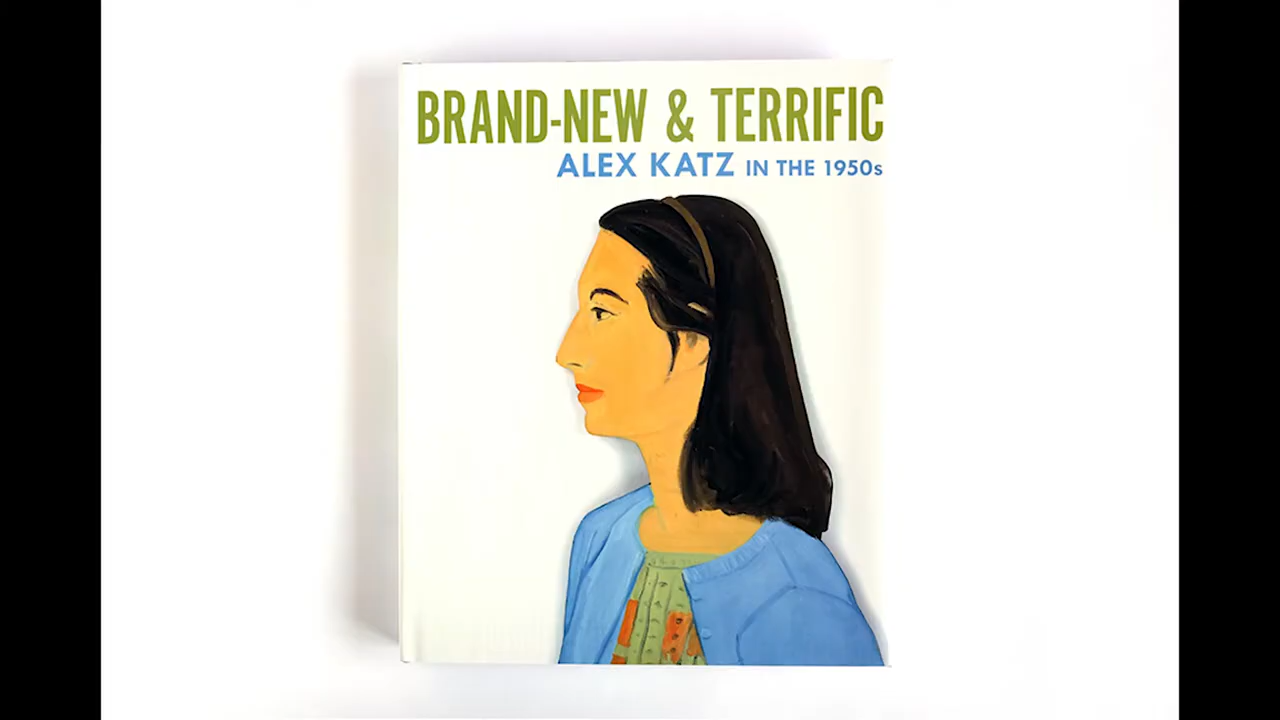 BRAND-NEW & TERRIFIC
ALEX KATZ IN THE 1950s